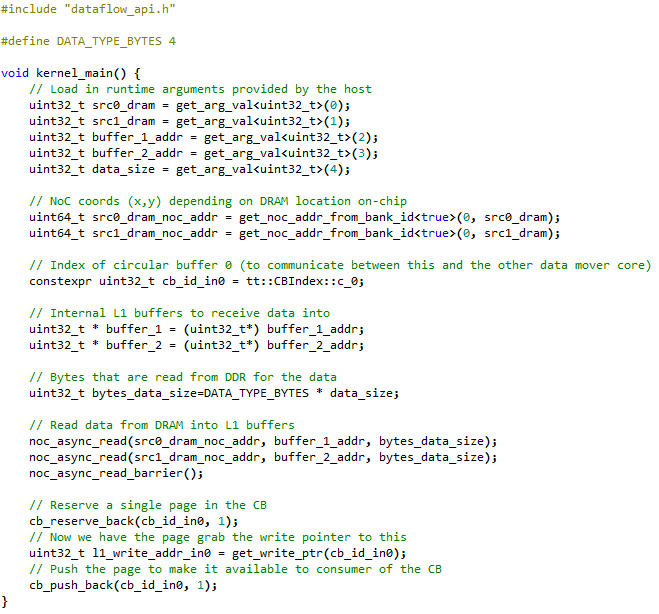 #include "dataflow_api.h"

#define DATA_TYPE_BYTES 4

void kernel_main() {
    // Load in runtime arguments provided by the host
    uint32_t src0_dram = get_arg_val<uint32_t>(0);
    uint32_t src1_dram = get_arg_val<uint32_t>(1);
    uint32_t buffer_1_addr = get_arg_val<uint32_t>(2);
    uint32_t buffer_2_addr = get_arg_val<uint32_t>(3);
    uint32_t data_size = get_arg_val<uint32_t>(4);

    // NoC coords (x,y) depending on DRAM location on-chip
    uint64_t src0_dram_noc_addr = get_noc_addr_from_bank_id<true>(0, src0_dram);
    uint64_t src1_dram_noc_addr = get_noc_addr_from_bank_id<true>(0, src1_dram);

    // Index of circular buffer 0 (to communicate between this and the other data mover core)
    constexpr uint32_t cb_id_in0 = tt::CBIndex::c_0;

    // Internal L1 buffers to receive data into
    uint32_t * buffer_1 = (uint32_t*) buffer_1_addr;
    uint32_t * buffer_2 = (uint32_t*) buffer_2_addr;

    // Bytes that are read from DDR for the data
    uint32_t bytes_data_size=DATA_TYPE_BYTES * data_size;

    // Read data from DRAM into L1 buffers
    noc_async_read(src0_dram_noc_addr, buffer_1_addr, bytes_data_size);
    noc_async_read(src1_dram_noc_addr, buffer_2_addr, bytes_data_size);
    noc_async_read_barrier();

    // Reserve a single page in the CB
    cb_reserve_back(cb_id_in0, 1);
    // Now we have the page grab the write pointer to this
    uint32_t l1_write_addr_in0 = get_write_ptr(cb_id_in0);
    // Push the page to make it available to consumer of the CB
    cb_push_back(cb_id_in0, 1);
}